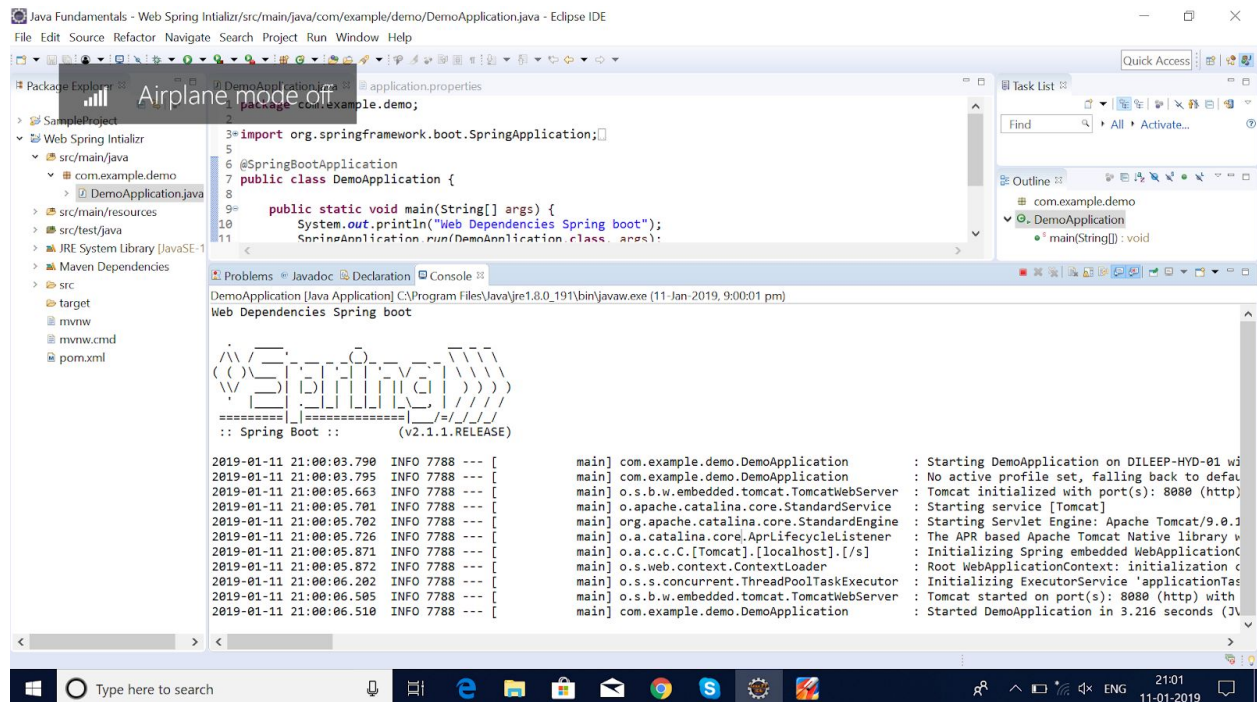 Java Fundamentals - Web Spring Intializr/src/main/java/com/example/demo/DemoApplication.java - Eclipse IDE
File Edit Source Refactor Navigate Search Project Run Window Help
Quick Access
Package Explorer
Airplane mode off
SampleProject
Web Spring Intializr
src/main/java
com.example.demo
DemoApplication.java
src/main/resources
src/test/java
JRE System Library [JavaSE-1
Maven Dependencies
src
target
mvnw
mvnw.cmd
pom.xml
DemoApplication.java application.properties
1 package com.example.demo;
2
3 import org.springframework.boot.SpringApplication;
5
6 @SpringBootApplication
7 public class DemoApplication {
8
9 public static void main(String[] args) {
10 System.out.println("Web Dependencies Spring boot");
11 SpringApplication.run(DemoApplication.class, args);
Task List
Find All Activate...
Outline
com.example.demo
DemoApplication
main(String[]) : void
Problems Javadoc Declaration Console
DemoApplication [Java Application] C:\Program Files\Java\jre1.8.0_191\bin\javaw.exe (11-Jan-2019, 9:00:01 pm)
Web Dependencies Spring boot
Spring
:: Spring Boot :: (v2.1.1.RELEASE)
2019-01-11 21:00:03.790 INFO 7788 --- [ main] com.example.demo.DemoApplication : Starting DemoApplication on DILEEP-HYD-01 wi
2019-01-11 21:00:03.795 INFO 7788 --- [ main] com.example.demo.DemoApplication : No active profile set, falling back to defau
2019-01-11 21:00:05.663 INFO 7788 --- [ main] o.s.b.w.embedded.tomcat.TomcatWebServer : Tomcat initialized with port(s): 8080 (http)
2019-01-11 21:00:05.701 INFO 7788 --- [ main] o.apache.catalina.core.StandardService : Starting service [Tomcat]
2019-01-11 21:00:05.702 INFO 7788 --- [ main] org.apache.catalina.core.StandardEngine : Starting Servlet Engine: Apache Tomcat/9.0.1
2019-01-11 21:00:05.726 INFO 7788 --- [ main] o.a.catalina.core.AprLifecycleListener : The APR based Apache Tomcat Native library w
2019-01-11 21:00:05.871 INFO 7788 --- [ main] o.a.c.c.C.[Tomcat].[localhost].[/s] : Initializing Spring embedded WebApplicationC
2019-01-11 21:00:05.872 INFO 7788 --- [ main] o.s.web.context.ContextLoader : Root WebApplicationContext: initialization c
2019-01-11 21:00:06.202 INFO 7788 --- [ main] o.s.s.concurrent.ThreadPoolTaskExecutor : Initializing ExecutorService 'applicationTas
2019-01-11 21:00:06.505 INFO 7788 --- [ main] o.s.b.w.embedded.tomcat.TomcatWebServer : Tomcat started on port(s): 8080 (http) with
2019-01-11 21:00:06.510 INFO 7788 --- [ main] com.example.demo.DemoApplication : Started DemoApplication in 3.216 seconds (JV
Type here to search
ENG
21:01
11-01-2019